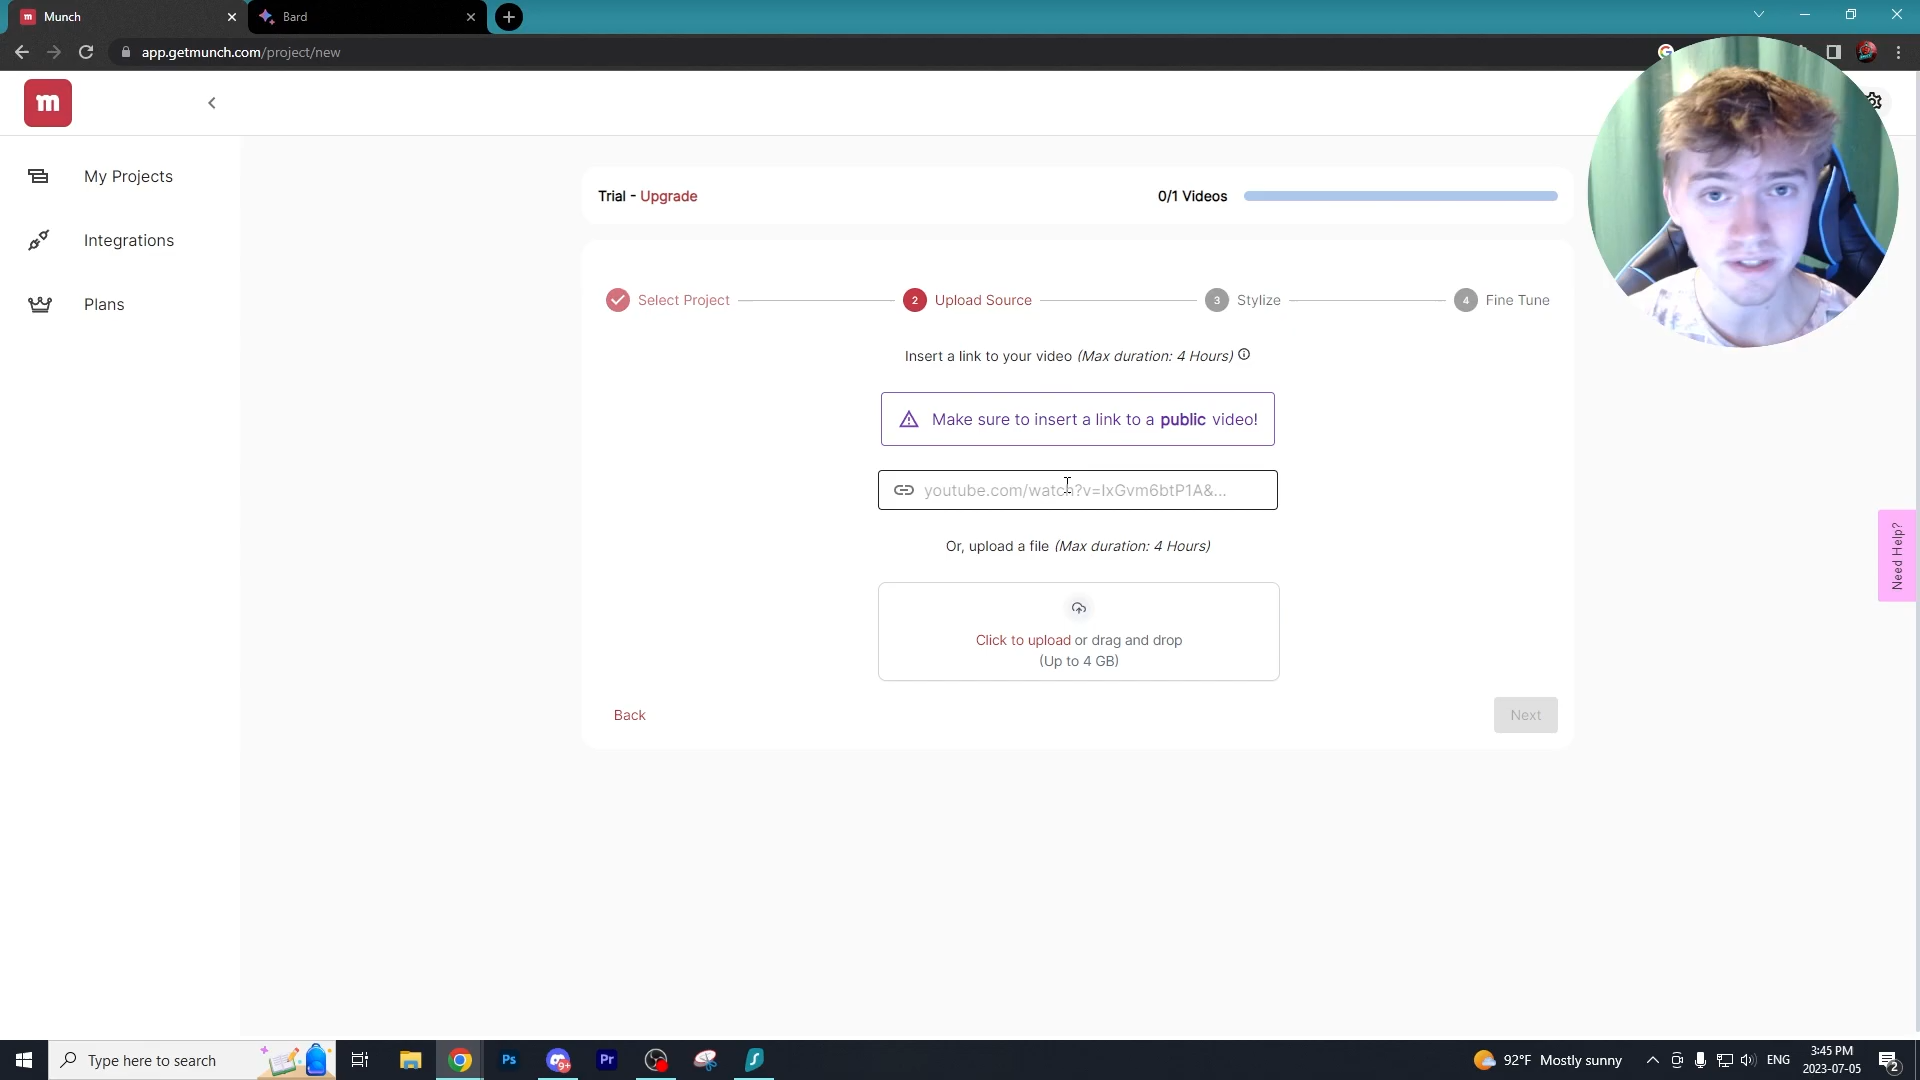 Munch
Bard
app.getmunch.com/project/new
m
My Projects
Integrations
Plans
Trial - Upgrade
0/1 Videos
Select Project
2 Upload Source
3 Stylize
4 Fine Tune
Insert a link to your video (Max duration: 4 Hours)
Make sure to insert a link to a public video!
youtube.com/watch?v=IxGvm6btP1A&...
Or, upload a file (Max duration: 4 Hours)
Click to upload or drag and drop
(Up to 4 GB)
Back
Next
Need Help?
Type here to search
Ps
9+
Pr
92°F Mostly sunny
ENG
3:45 PM
2023-07-05
2